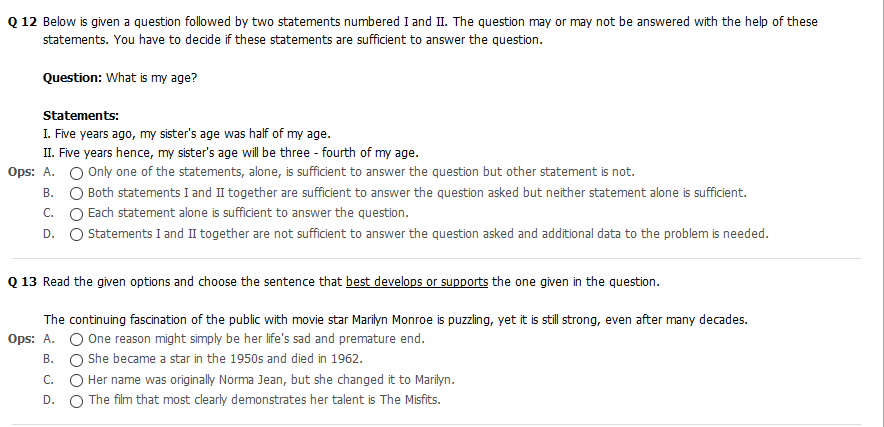 Q 12 Below is given a question followed by two statements numbered I and II. The question may or may not be answered with the help of these
statements. You have to decide if these statements are sufficient to answer the question.
Question: What is my age?
Statements:
I. Five years ago, my sister's age was half of my age.
II. Five years hence, my sister's age will be three - fourth of my age.
Ops: A. Only one of the statements, alone, is sufficient to answer the question but other statement is not.
B. Both statements I and II together are sufficient to answer the question asked but neither statement alone is sufficient.
C. Each statement alone is sufficient to answer the question.
D. Statements I and II together are not sufficient to answer the question asked and additional data to the problem is needed.
Q 13 Read the given options and choose the sentence that best develops or supports the one given in the question.
The continuing fascination of the public with movie star Marilyn Monroe is puzzling, yet it is still strong, even after many decades.
Ops: A. One reason might simply be her life's sad and premature end.
B. She became a star in the 1950s and died in 1962.
C. Her name was originally Norma Jean, but she changed it to Marilyn.
D. The film that most clearly demonstrates her talent is The Misfits.